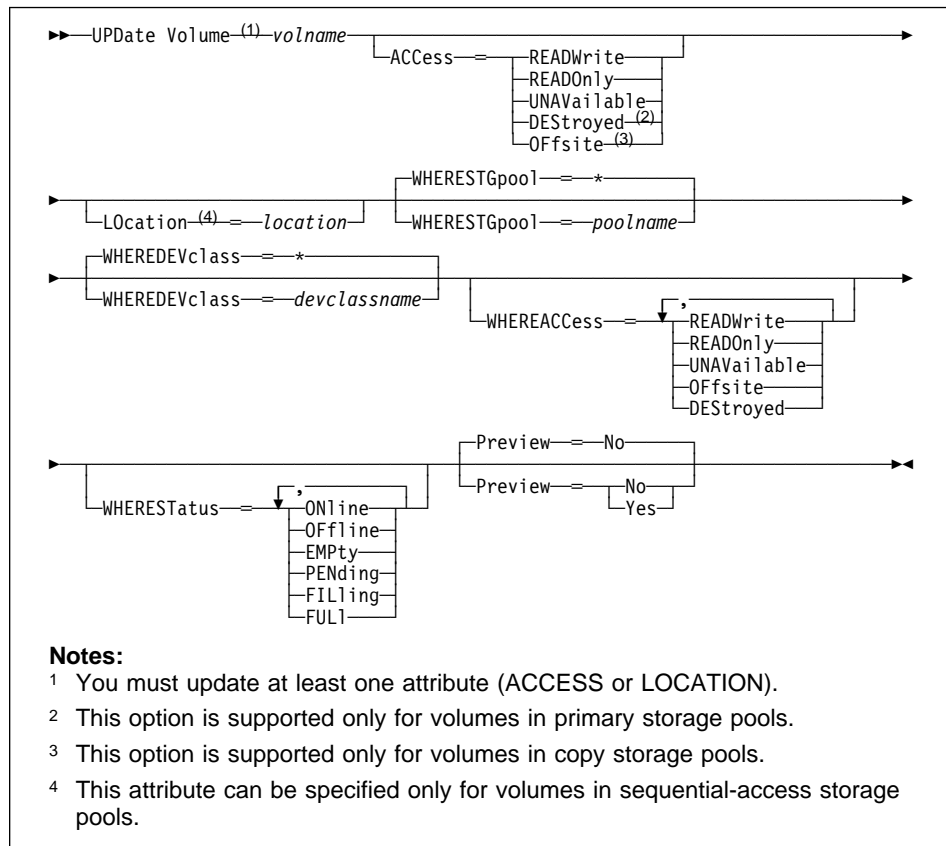 UPDate Volume (1) volname
ACCess = READWrite
READOnly
UNAVailable
DEStroyed (2)
OFfsite (3)
WHERESTGpool = *
LOcation (4) = location WHERESTGpool = poolname
WHEREDEVclass = *
WHEREDEVclass = devclassname
,
WHEREACCess = READWrite
READOnly
UNAVailable
OFfsite
DEStroyed
Preview = No
,
WHERESTatus = ONline Preview = No
OFfline Yes
EMPty
PENding
FILling
FULl
Notes:
1 You must update at least one attribute (ACCESS or LOCATION).
2 This option is supported only for volumes in primary storage pools.
3 This option is supported only for volumes in copy storage pools.
4 This attribute can be specified only for volumes in sequential-access storage
pools.